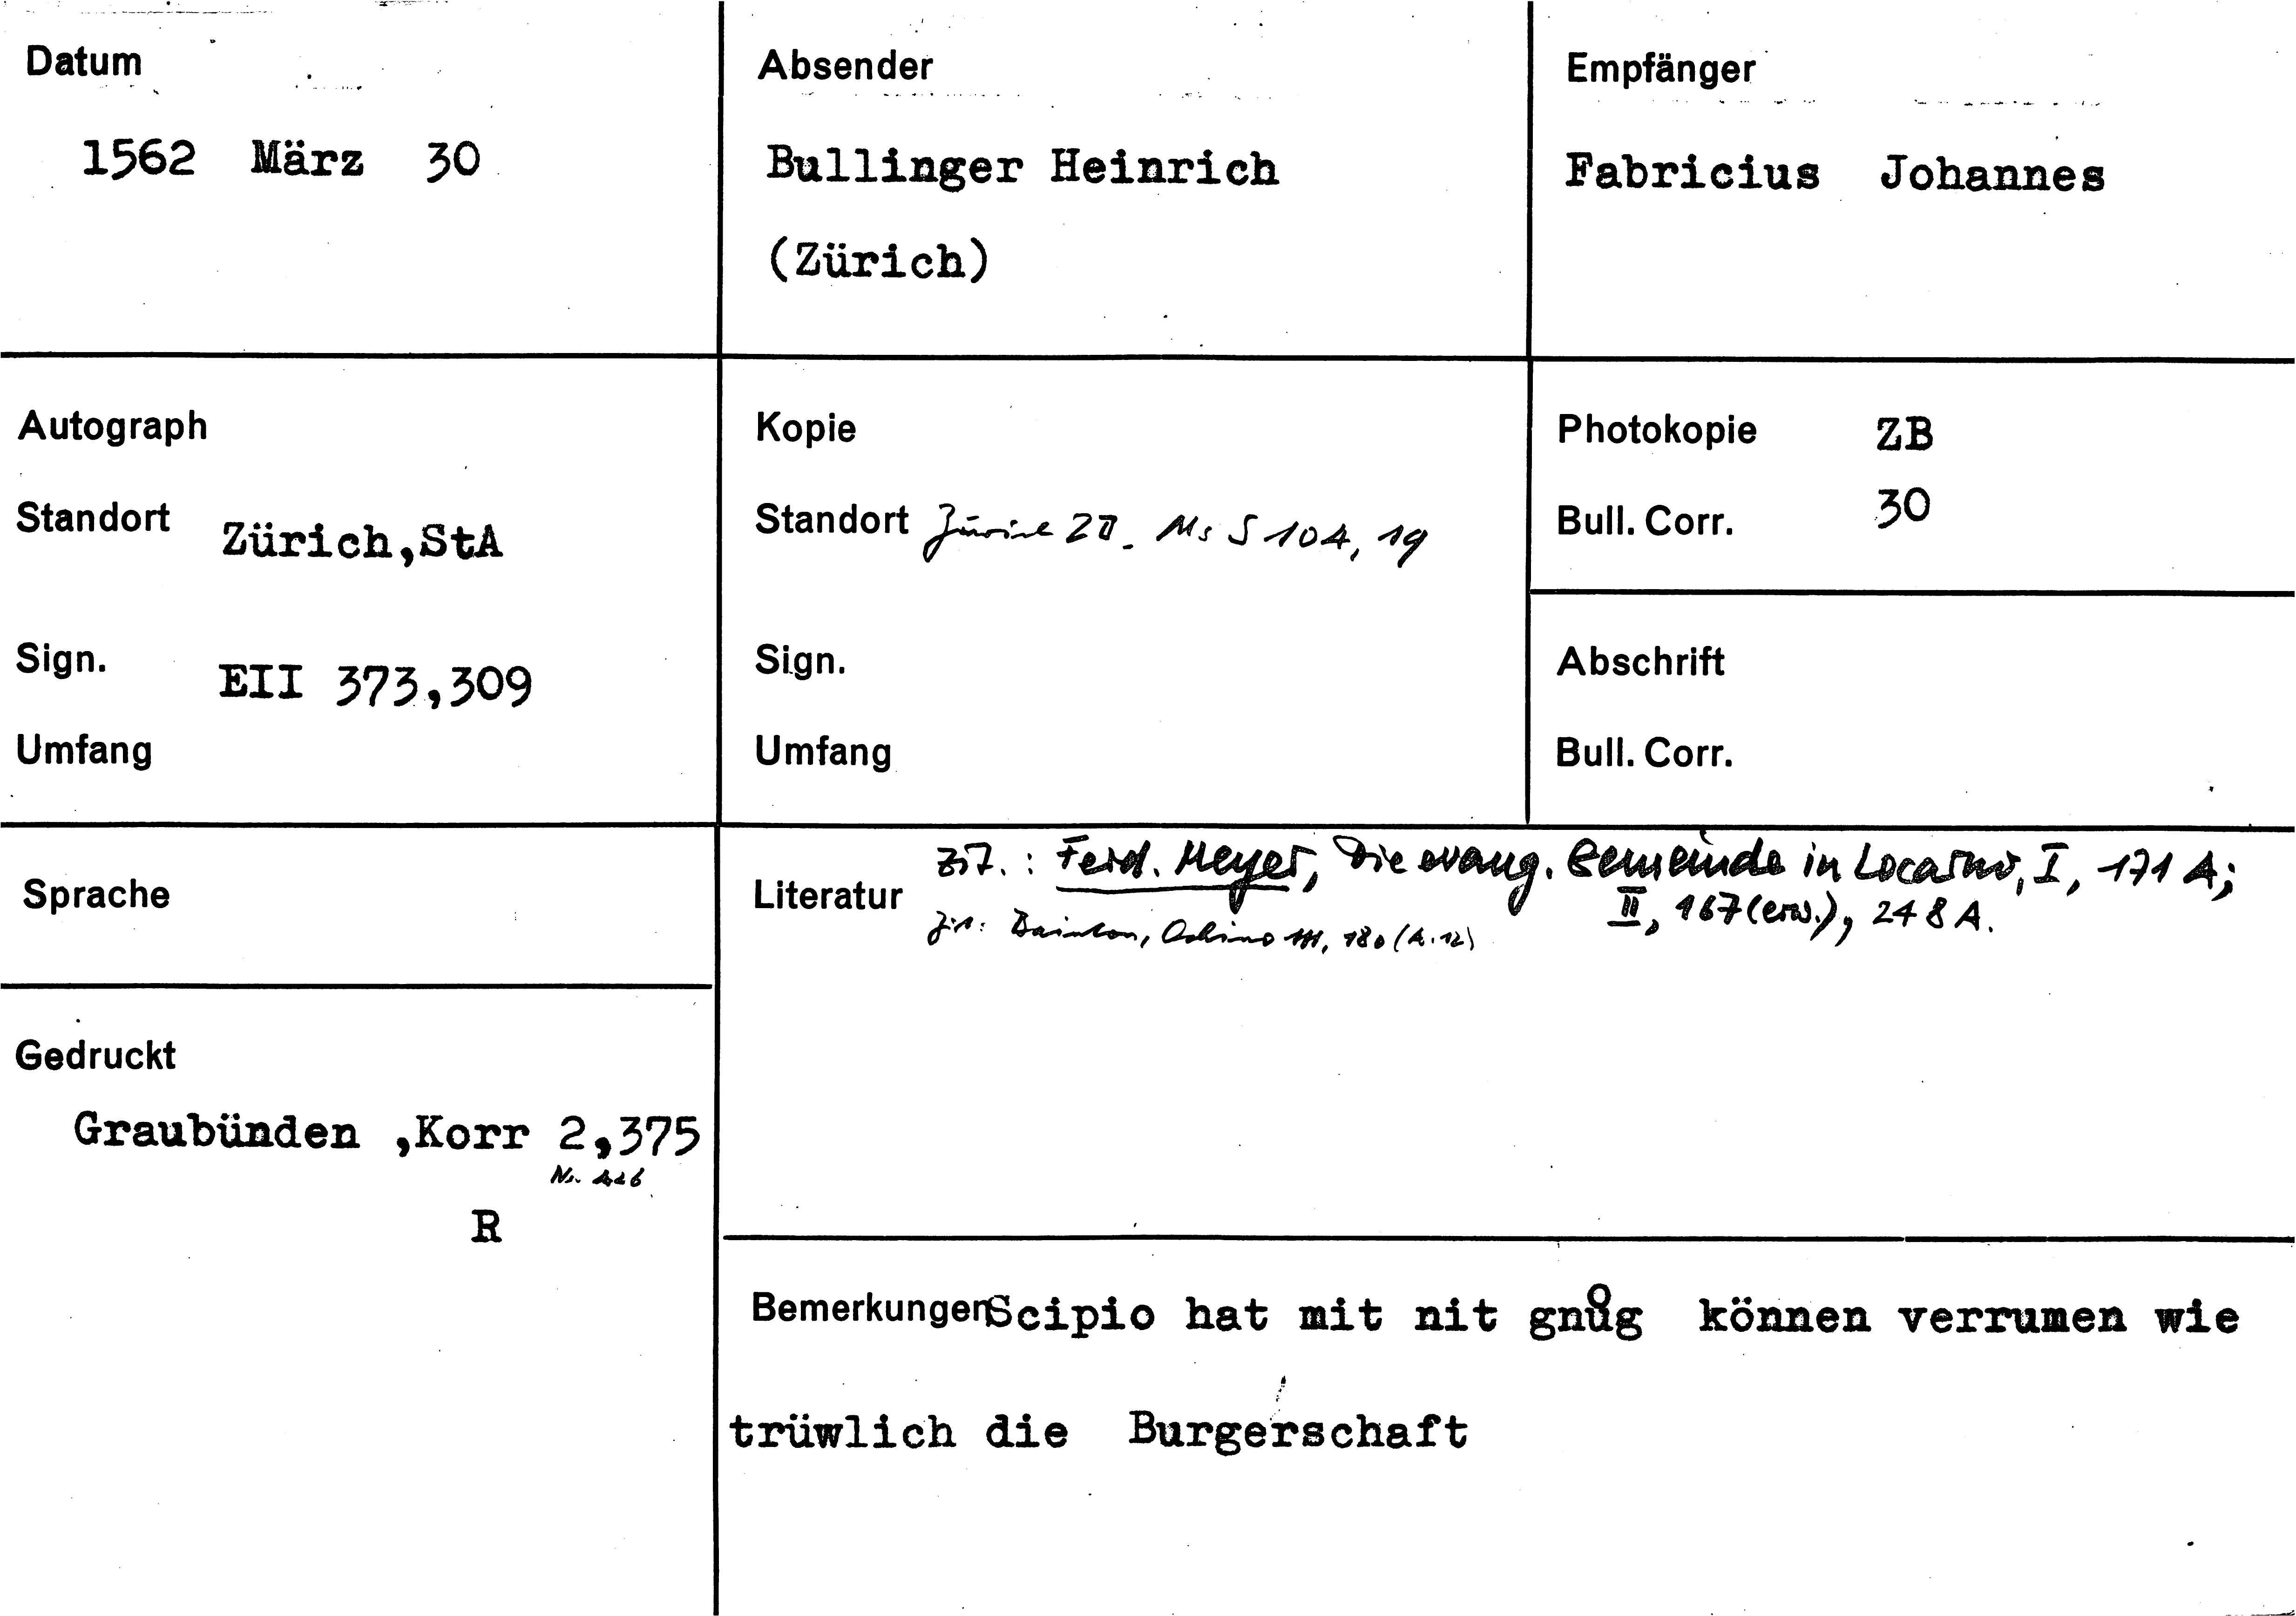 Datum
1562 März 30
Absender
Bullinger Heinrich
(Zürich)
Empfänger
Fabricius Johannes
Autograph
Standort Zürich,StA
Sign. EII 373,309
Umfang
Kopie
Standort Zürich ZB. Ms S 104, 19
Sign.
Umfang
Photokopie ZB
Bull. Corr. 30
Abschrift
Bull. Corr.
Sprache
Gedruckt
Graubünden ,Korr 2,375
Nr. 426
R
Literatur zit. : Ferd. Meyer, Die evang. Gemeinde in Locarno, I, 171 A;
II, 167 (erw.), 248 A.
zit: Bainton, Ochino 111, 180 (A. 12)
Bemerkungen Scipio hat mit nit gnůg können verrumen wie
trüwlich die Burgerschaft